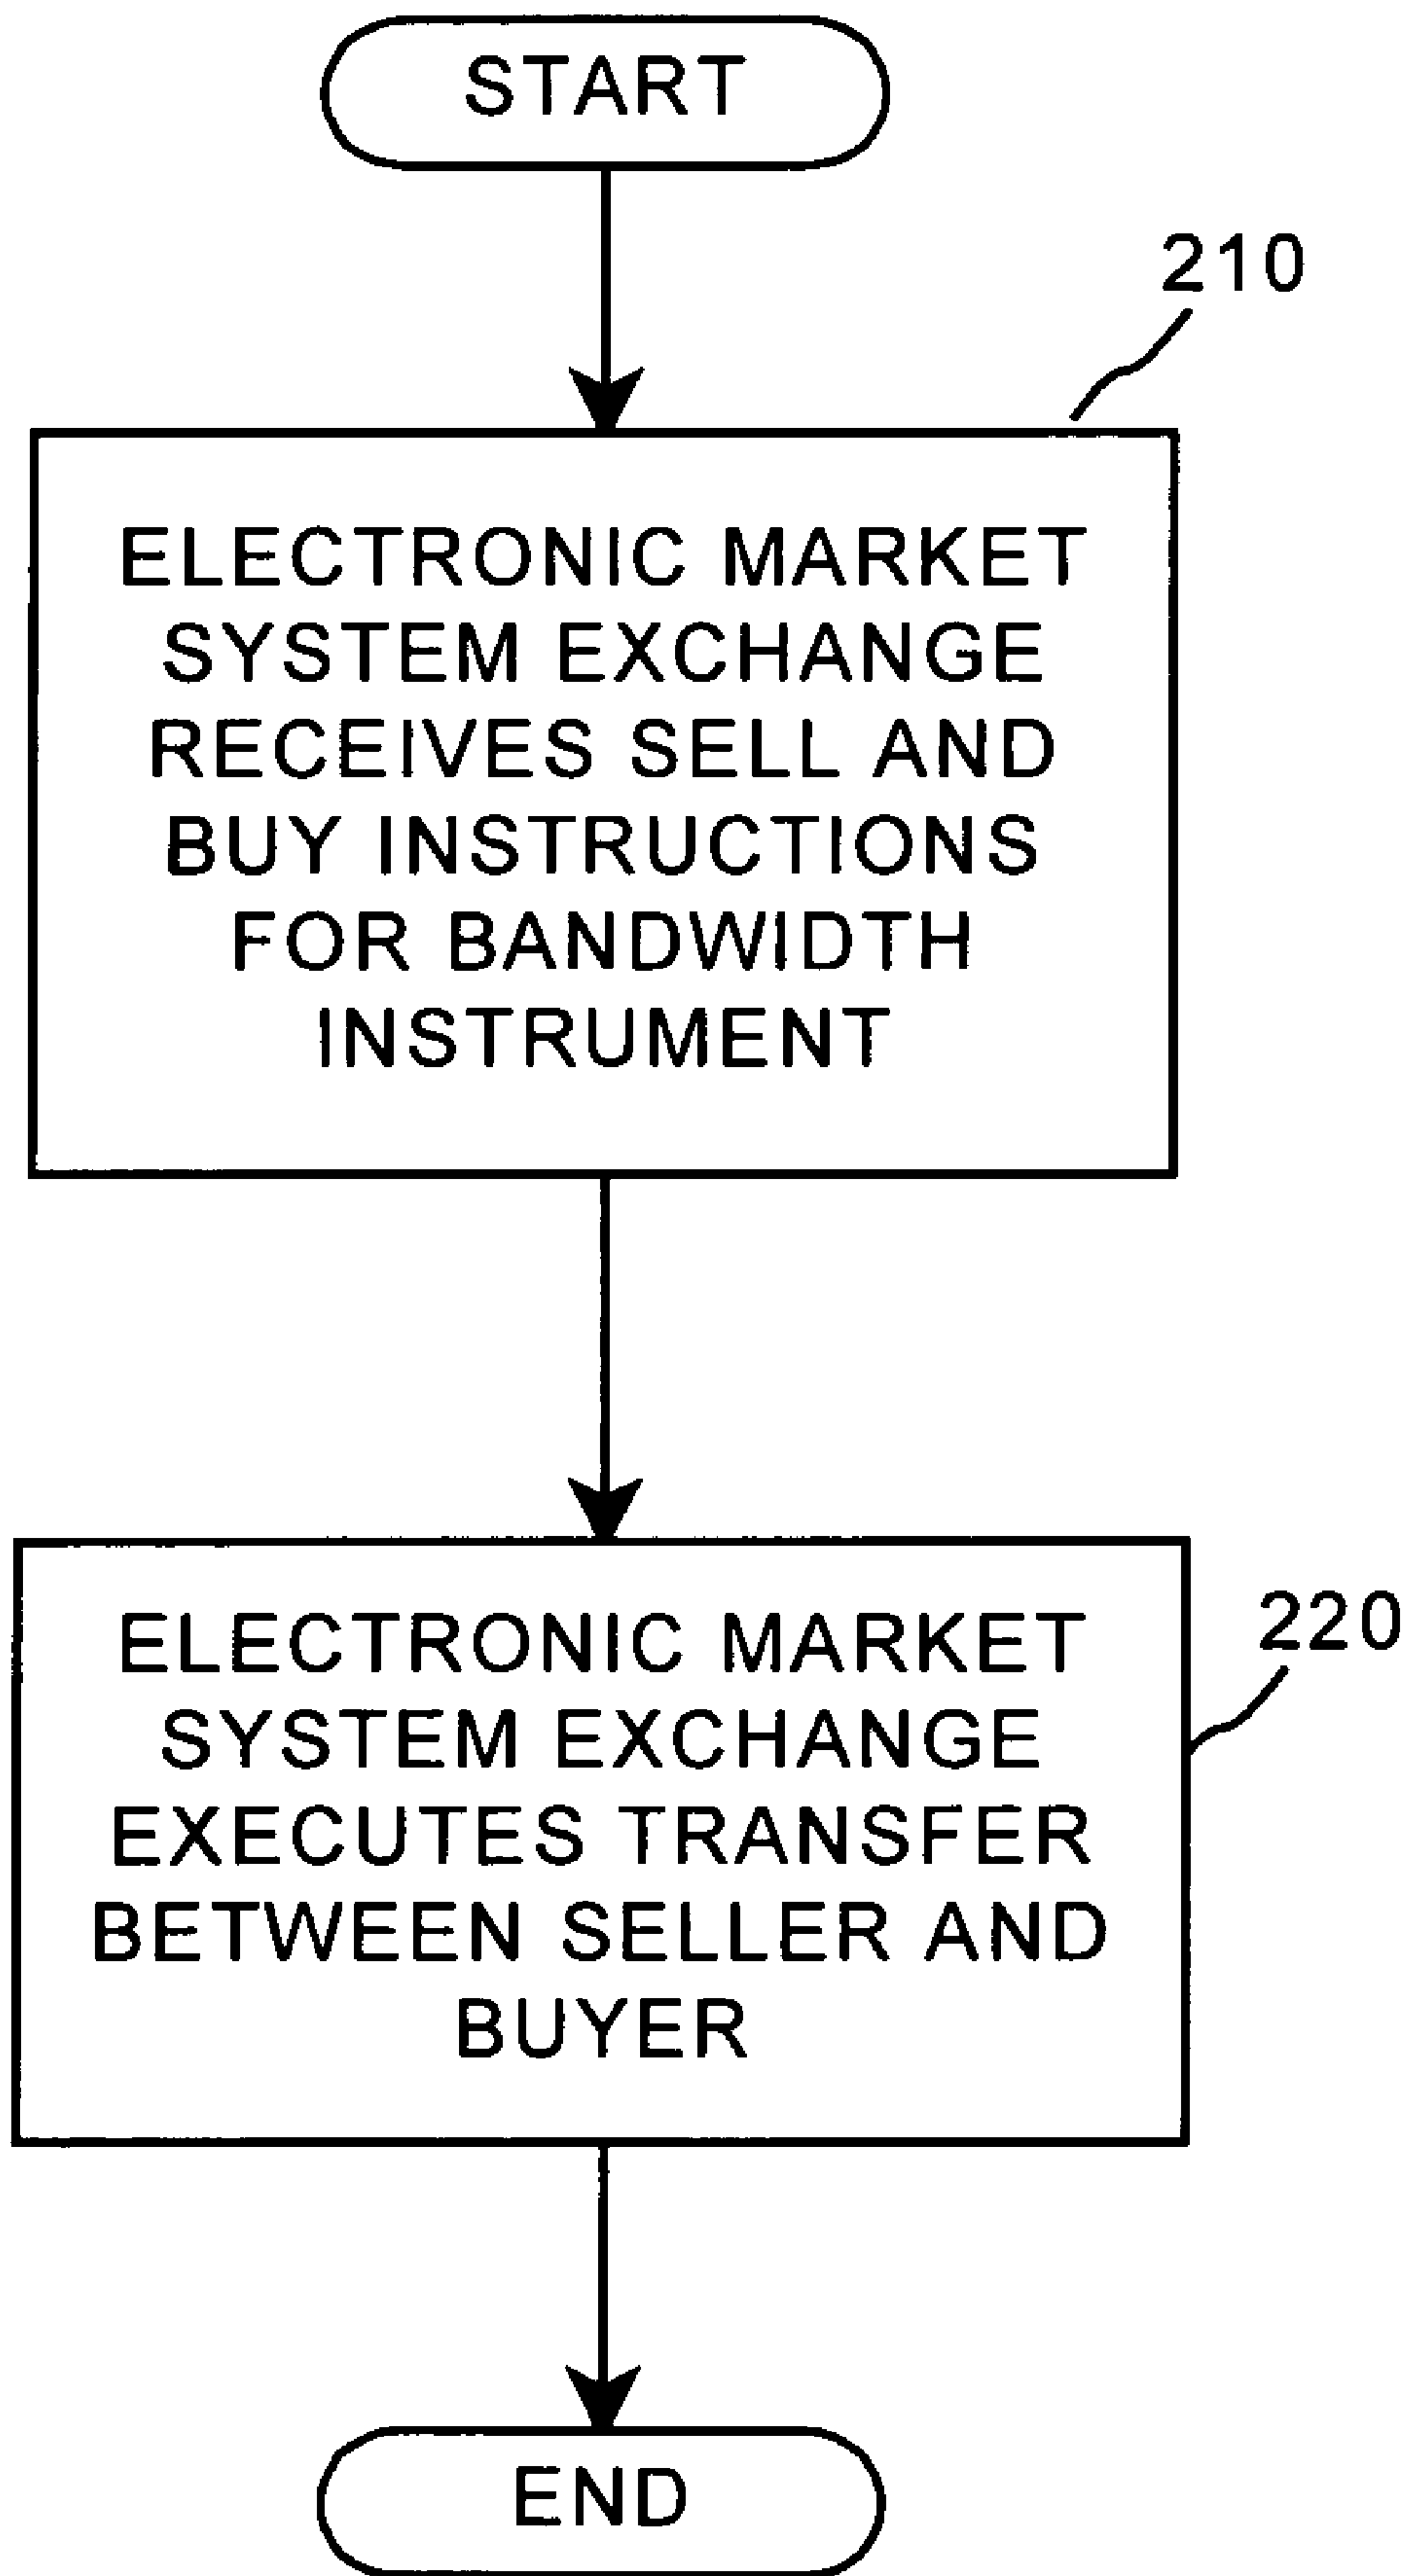 START
210
ELECTRONIC MARKET
SYSTEM EXCHANGE
RECEIVES SELL AND
BUY INSTRUCTIONS
FOR BANDWIDTH
INSTRUMENT
ELECTRONIC MARKET
SYSTEM EXCHANGE
EXECUTES TRANSFER
BETWEEN SELLER AND
BUYER
220
END